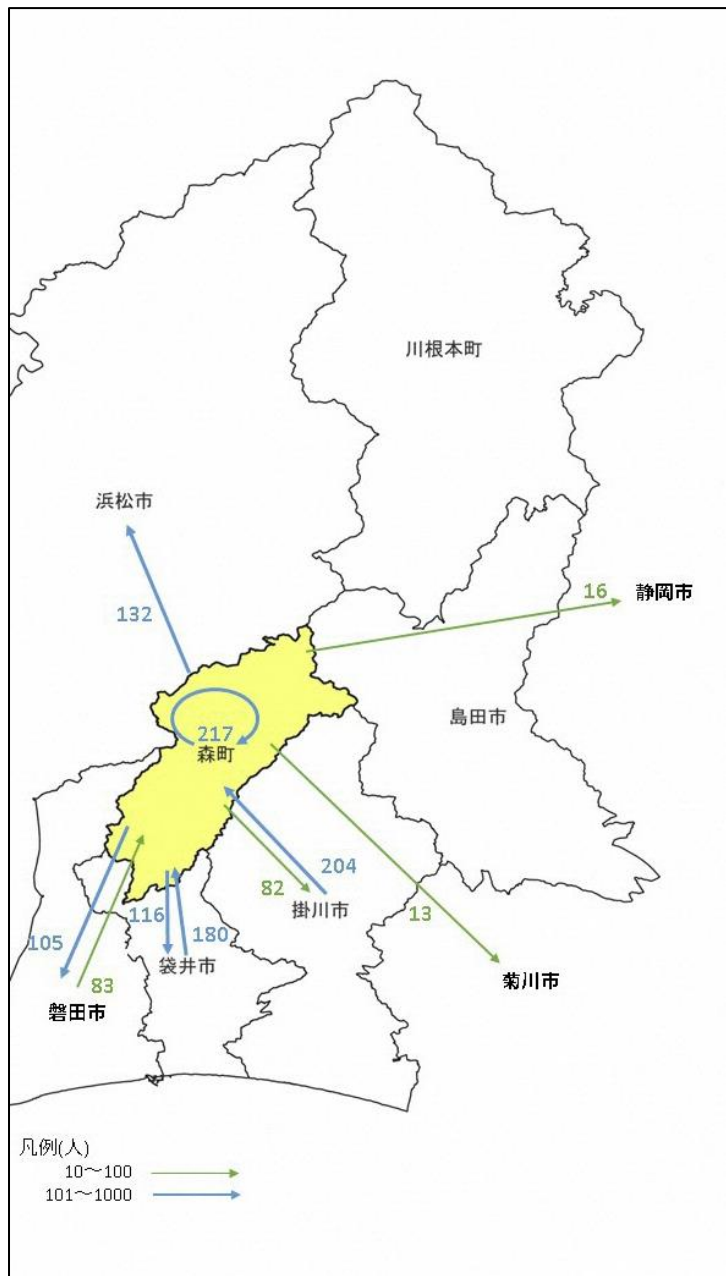 川根本町
浜松市
16
静岡市
132
島田市
217
森町
204
82
掛川市
13
116
180
105
袋井市
83
菊川市
磐田市
凡例(人)
10～100
101～1000